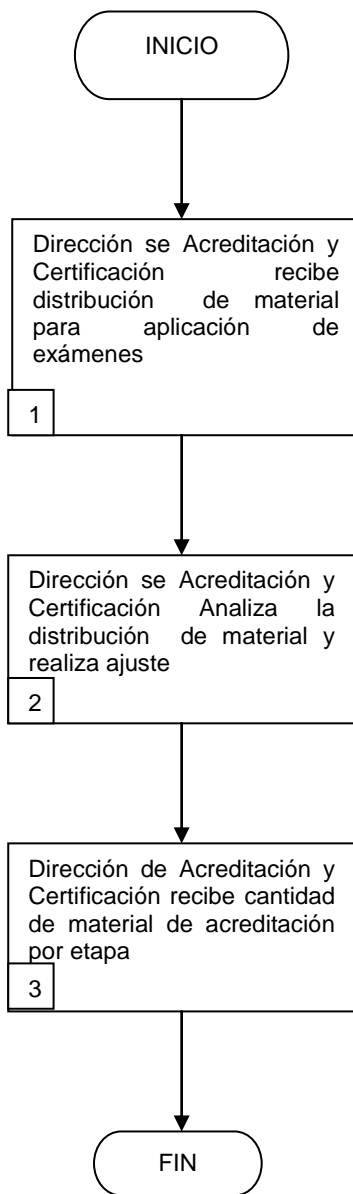 INICIO
Dirección se Acreditación y
Certificación recibe
distribución de material
para aplicación de
exámenes
1
Dirección se Acreditación y
Certificación Analiza la
distribución de material y
realiza ajuste
2
Dirección de Acreditación y
Certificación recibe cantidad
de material de acreditación
por etapa
3
FIN